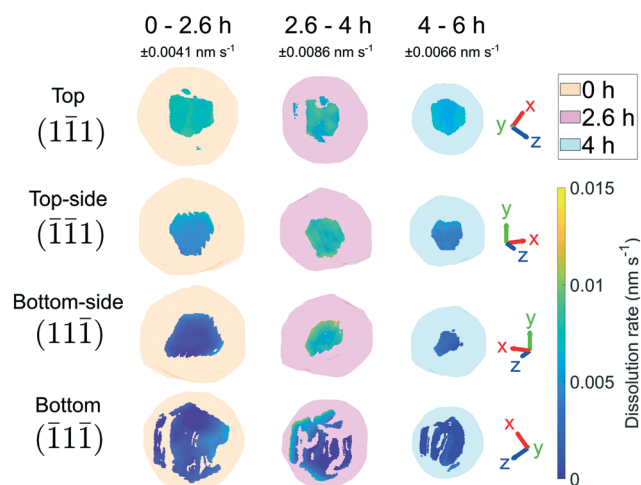 0 - 2.6 h 2.6 - 4 h 4 - 6 h
±0.0041 nm s⁻¹ ±0.0086 nm s⁻¹ ±0.0066 nm s⁻¹
Top
(11̄1)
x
y
z
0 h
2.6 h
4 h
Top-side
(1̄1̄1)
y
x
z
Bottom-side
(111̄)
y
x
z
Bottom
(1̄11̄)
x
y
z
0.015
0.01
0.005
0
Dissolution rate (nm s⁻¹)